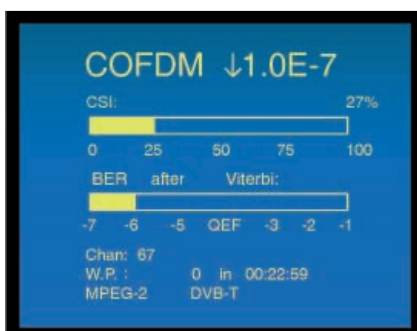 COFDM ↓1.0E-7
CSI: 27%
0 25 50 75 100
BER after Viterbi:
-7 -6 -5 QEF -3 -2 -1
Chan: 67
W.P. : 0 in 00:22:59
MPEG-2 DVB-T